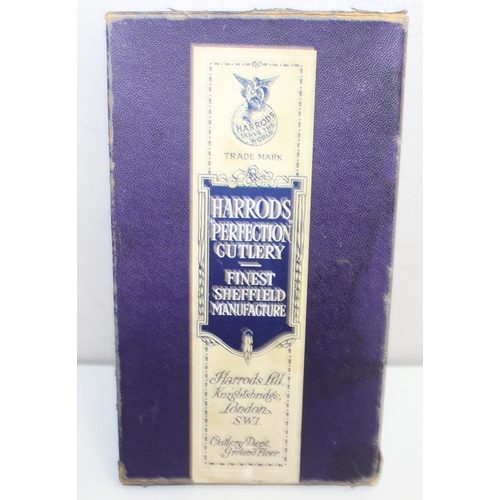 HARRODS
SERVE THE
WORLD
TRADE MARK
HARRODS
"PERFECTION"
CUTLERY
FINEST
SHEFFIELD
MANUFACTURE
Harrods Ltd.
Knightsbridge,
London,
S.W.1.
Cutlery Dept.
Ground Floor